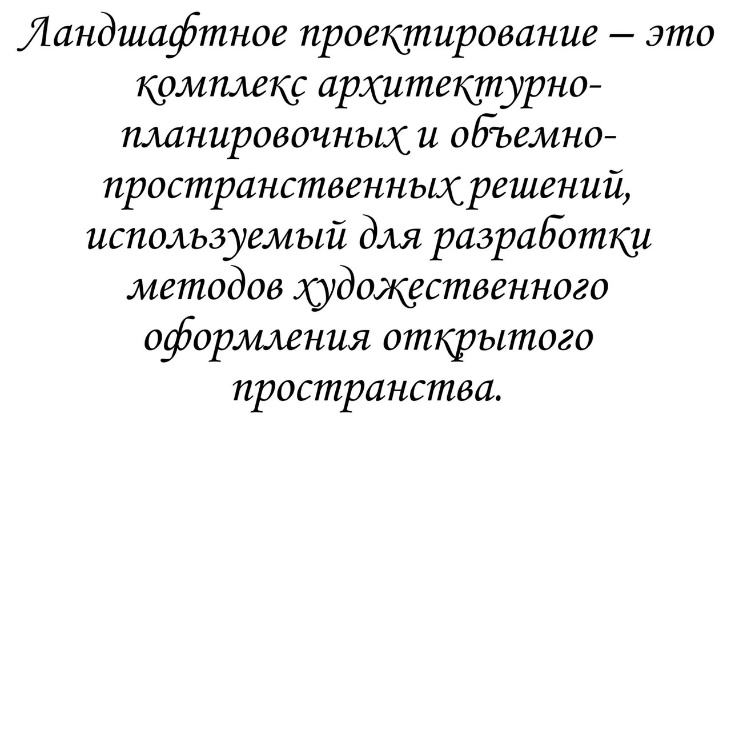 Ландшафтное проектирование – это
комплекс архитектурно-
планировочных и объемно-
пространственных решений,
используемый для разработки
методов художественного
оформления открытого
пространства.